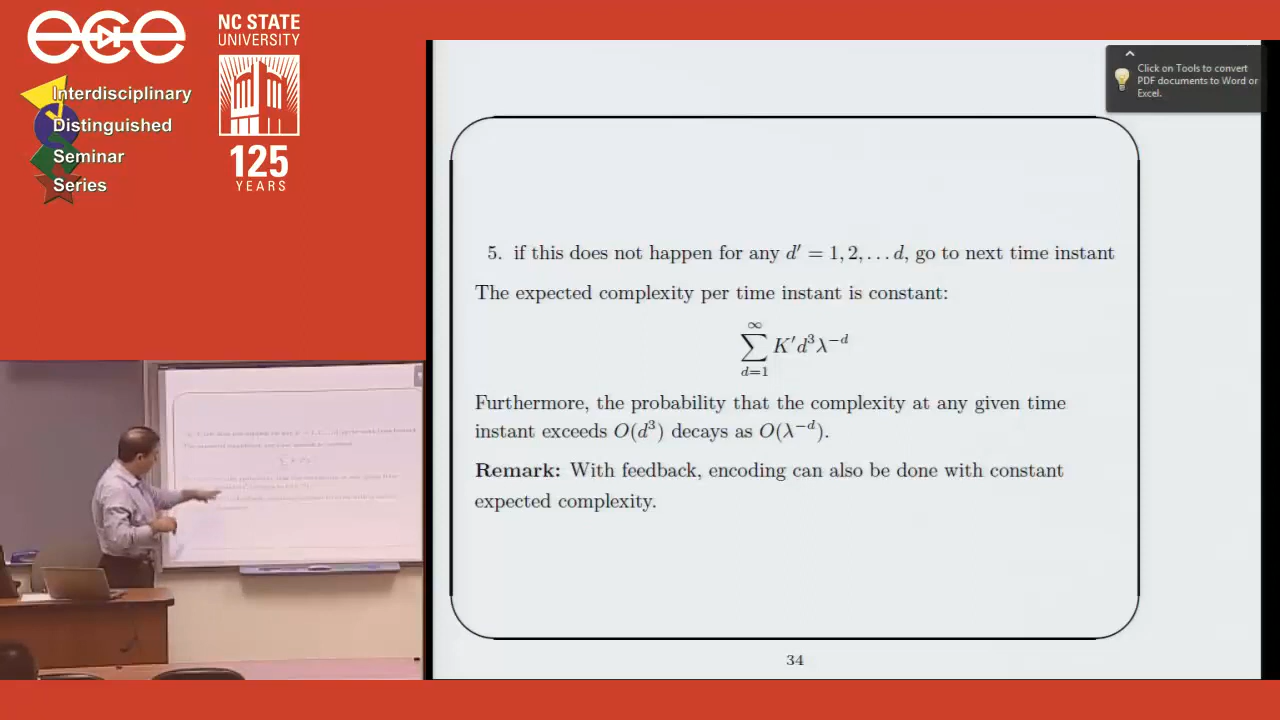 ece
NC STATE
UNIVERSITY
Interdisciplinary
Distinguished
Seminar
Series
125
YEARS
Click on Tools to convert
PDF documents to Word or
Excel.
5. if this does not happen for any d′ = 1, 2, . . . d, go to next time instant
The expected complexity per time instant is constant:
∞
∑ K′d³λ⁻ᵈ
d=1
Furthermore, the probability that the complexity at any given time
instant exceeds O(d³) decays as O(λ⁻ᵈ).
Remark: With feedback, encoding can also be done with constant
expected complexity.
34